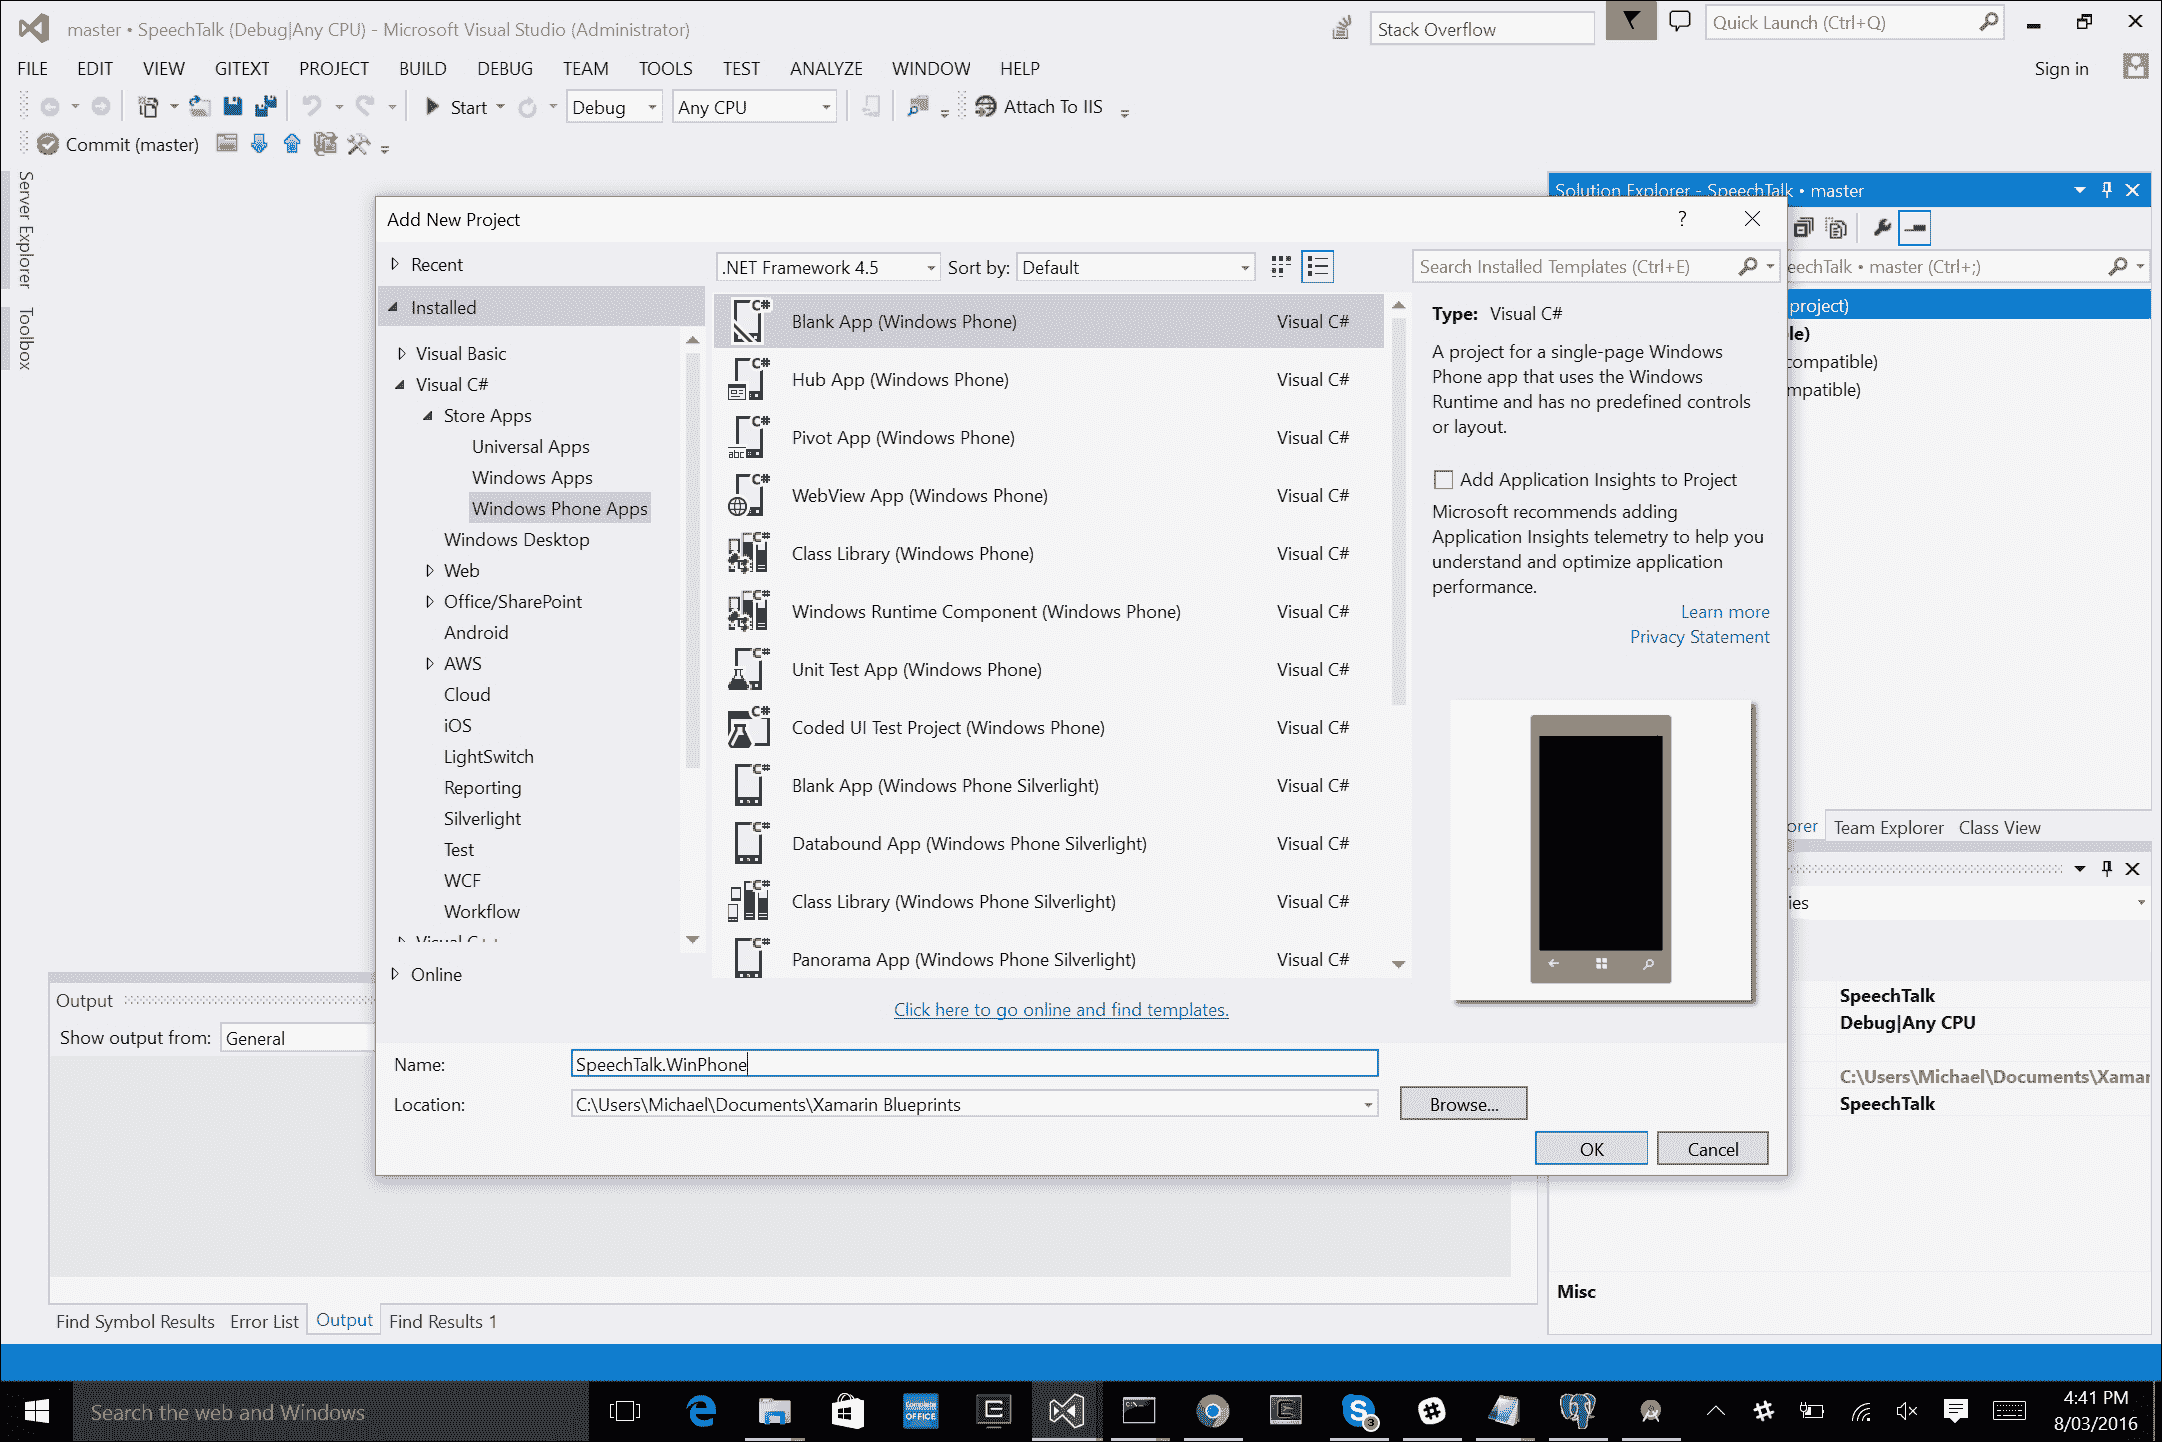 master • SpeechTalk (Debug|Any CPU) - Microsoft Visual Studio (Administrator)
Stack Overflow
Quick Launch (Ctrl+Q)
FILE EDIT VIEW GITEXT PROJECT BUILD DEBUG TEAM TOOLS TEST ANALYZE WINDOW HELP
Sign in
Start Debug Any CPU Attach To IIS
Commit (master)
Server Explorer
Toolbox
Solution Explorer - SpeechTalk • master
Add New Project
?
Recent
Installed
Visual Basic
Visual C#
Store Apps
Universal Apps
Windows Apps
Windows Phone Apps
Windows Desktop
Web
Office/SharePoint
Android
AWS
Cloud
iOS
LightSwitch
Reporting
Silverlight
Test
WCF
Workflow
Visual C++
Online
.NET Framework 4.5 Sort by: Default
Blank App (Windows Phone) Visual C#
Hub App (Windows Phone) Visual C#
Pivot App (Windows Phone) Visual C#
WebView App (Windows Phone) Visual C#
Class Library (Windows Phone) Visual C#
Windows Runtime Component (Windows Phone) Visual C#
Unit Test App (Windows Phone) Visual C#
Coded UI Test Project (Windows Phone) Visual C#
Blank App (Windows Phone Silverlight) Visual C#
Databound App (Windows Phone Silverlight) Visual C#
Class Library (Windows Phone Silverlight) Visual C#
Panorama App (Windows Phone Silverlight) Visual C#
Click here to go online and find templates.
Search Installed Templates (Ctrl+E)
Type: Visual C#
A project for a single-page Windows
Phone app that uses the Windows
Runtime and has no predefined controls
or layout.
Add Application Insights to Project
Microsoft recommends adding
Application Insights telemetry to help you
understand and optimize application
performance.
Learn more
Privacy Statement
Name: SpeechTalk.WinPhone
Location: C:\Users\Michael\Documents\Xamarin Blueprints
Browse...
OK Cancel
eechTalk • master (Ctrl+;)
project)
le)
compatible)
mpatible)
orer Team Explorer Class View
ies
SpeechTalk
Debug|Any CPU
C:\Users\Michael\Documents\Xamar
SpeechTalk
Misc
Output
Show output from: General
Find Symbol Results Error List Output Find Results 1
Search the web and Windows
Complete
OFFICE
3
4:41 PM
8/03/2016